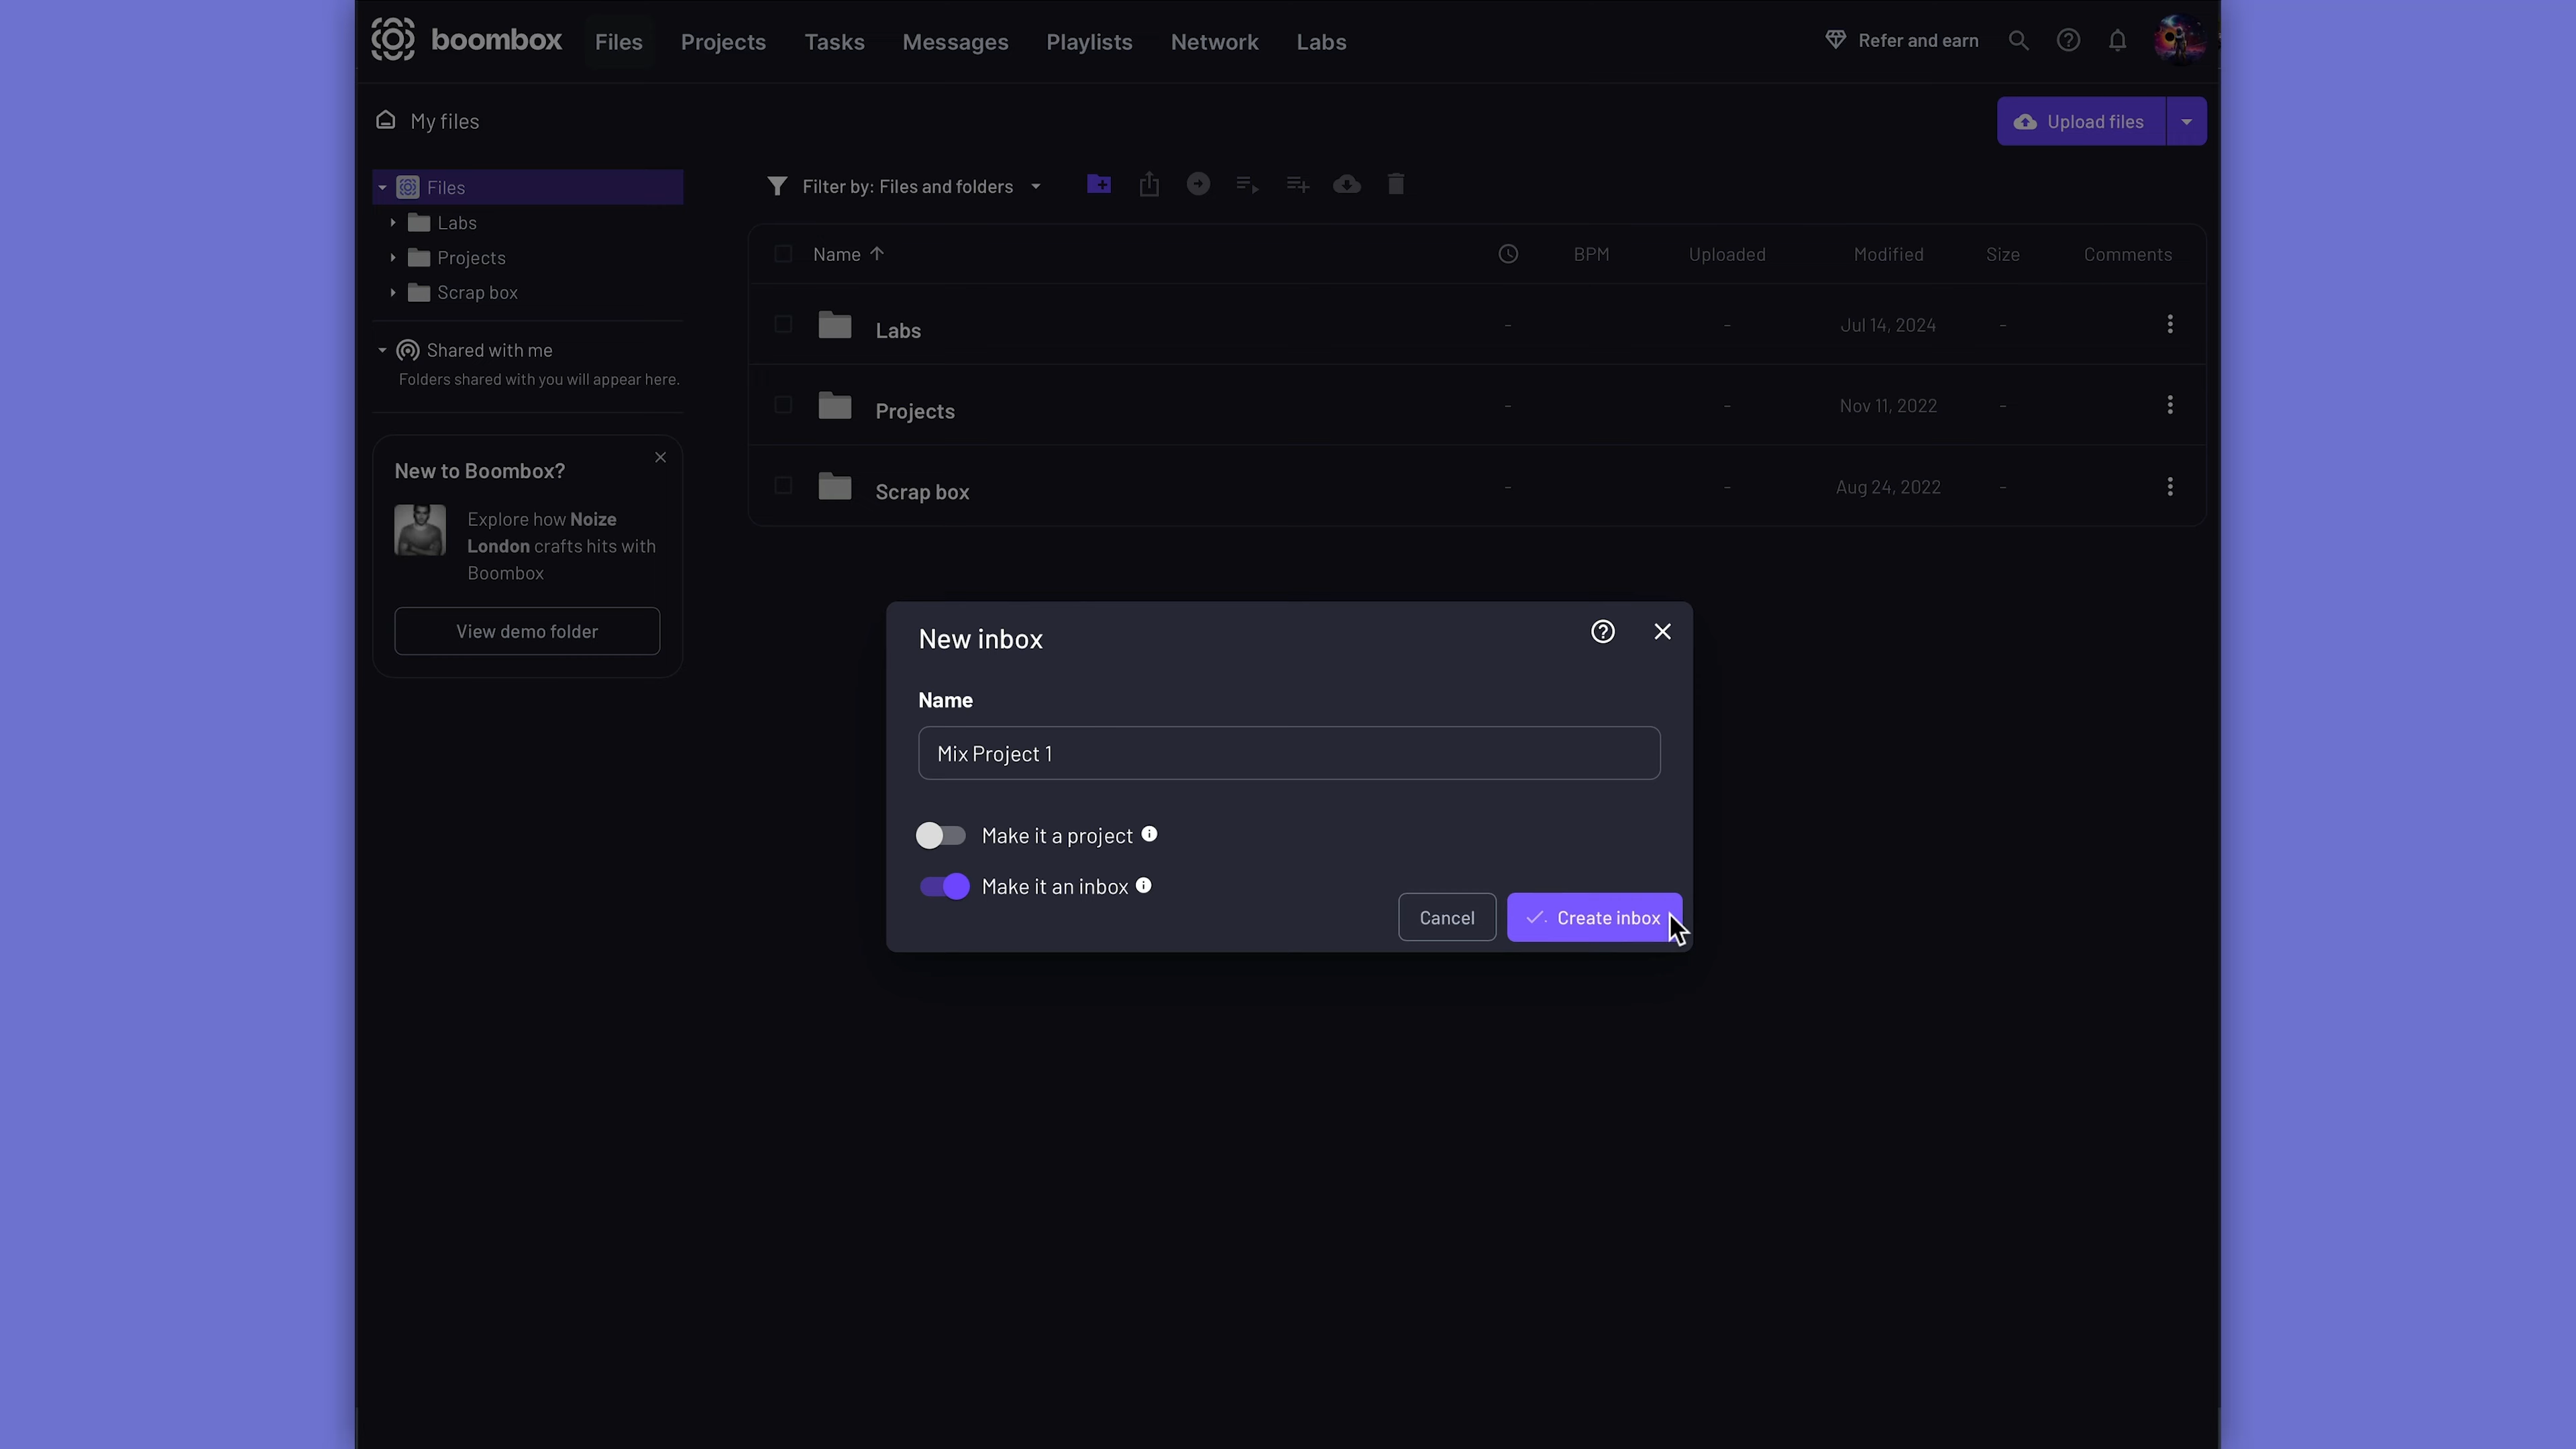 boombox Files Projects Tasks Messages Playlists Network Labs Refer and earn
My files Upload files
Files
Labs
Projects
Scrap box
Shared with me
Folders shared with you will appear here.
New to Boombox?
Explore how Noize
London crafts hits with
Boombox
View demo folder
Filter by: Files and folders
Name BPM Uploaded Modified Size Comments
Labs - - Jul 14, 2024 -
Projects - - Nov 11, 2022 -
Scrap box - - Aug 24, 2022 -
New inbox
Name
Mix Project 1
Make it a project
Make it an inbox
Cancel Create inbox